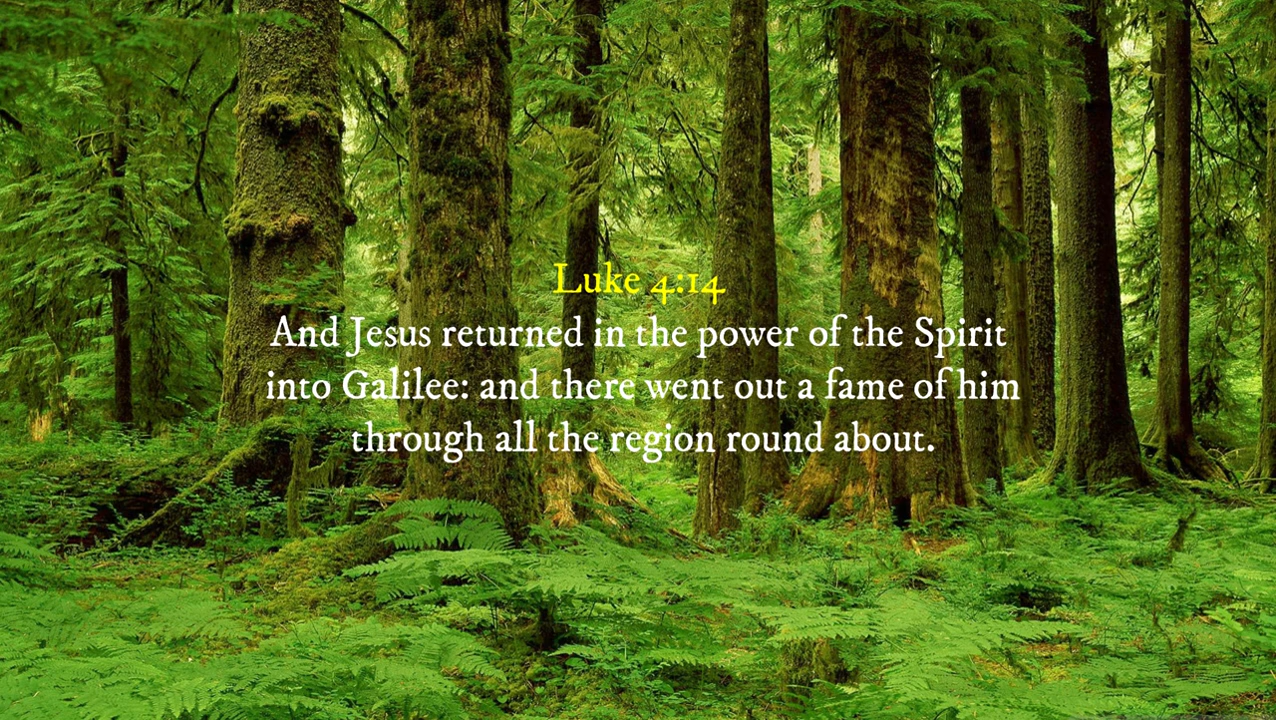 Luke 4:14
And Jesus returned in the power of the Spirit
into Galilee: and there went out a fame of him
through all the region round about.